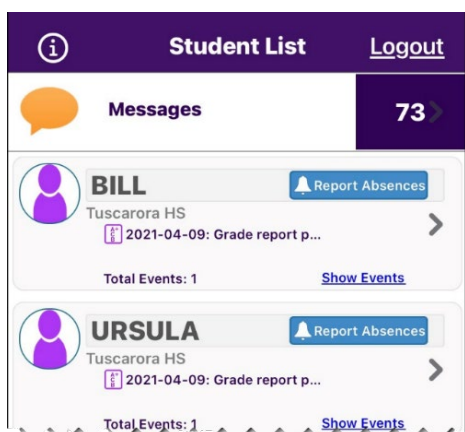 Student List Logout
Messages 73
BILL Report Absences
Tuscarora HS
2021-04-09: Grade report p...
Total Events: 1 Show Events
URSULA Report Absences
Tuscarora HS
2021-04-09: Grade report p...
Total Events: 1 Show Events